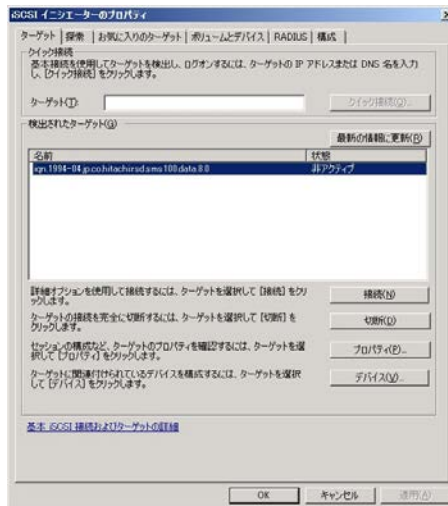 iSCSI イニシエーターのプロパティ
ターゲット 探索 お気に入りのターゲット ボリュームとデバイス RADIUS 構成
クイック接続
基本接続を使用してターゲットを検出し、ログオンするには、ターゲットの IP アドレスまたは DNS 名を入力
し、[クイック接続] をクリックします。
ターゲット(T):
クイック接続(Q)...
検出されたターゲット(G)
最新の情報に更新(R)
名前 状態
iqn.1994-04.jp.co.hitachi:rsd.sms100.data.8.0 非アクティブ
詳細オプションを使用して接続するには、ターゲットを選択して [接続] をクリ
ックします。
接続(N)
ターゲットの接続を完全に切断するには、ターゲットを選択して [切断] を
クリックします。
切断(D)
セッションの構成など、ターゲットのプロパティを確認するには、ターゲットを選
択して [プロパティ] をクリックします。
プロパティ(P)...
ターゲットに関連付けられているデバイスを構成するには、ターゲットを選択
して [デバイス] をクリックします。
デバイス(V)...
基本 iSCSI 接続およびターゲットの詳細
OK キャンセル 適用(A)